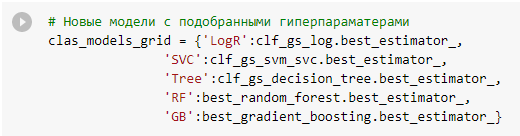 # Новые модели с подобранными гиперпараматерами
clas_models_grid = {'LogR':clf_gs_log.best_estimator_,
'SVC':clf_gs_svm_svc.best_estimator_,
'Tree':clf_gs_decision_tree.best_estimator_,
'RF':best_random_forest.best_estimator_,
'GB':best_gradient_boosting.best_estimator_}